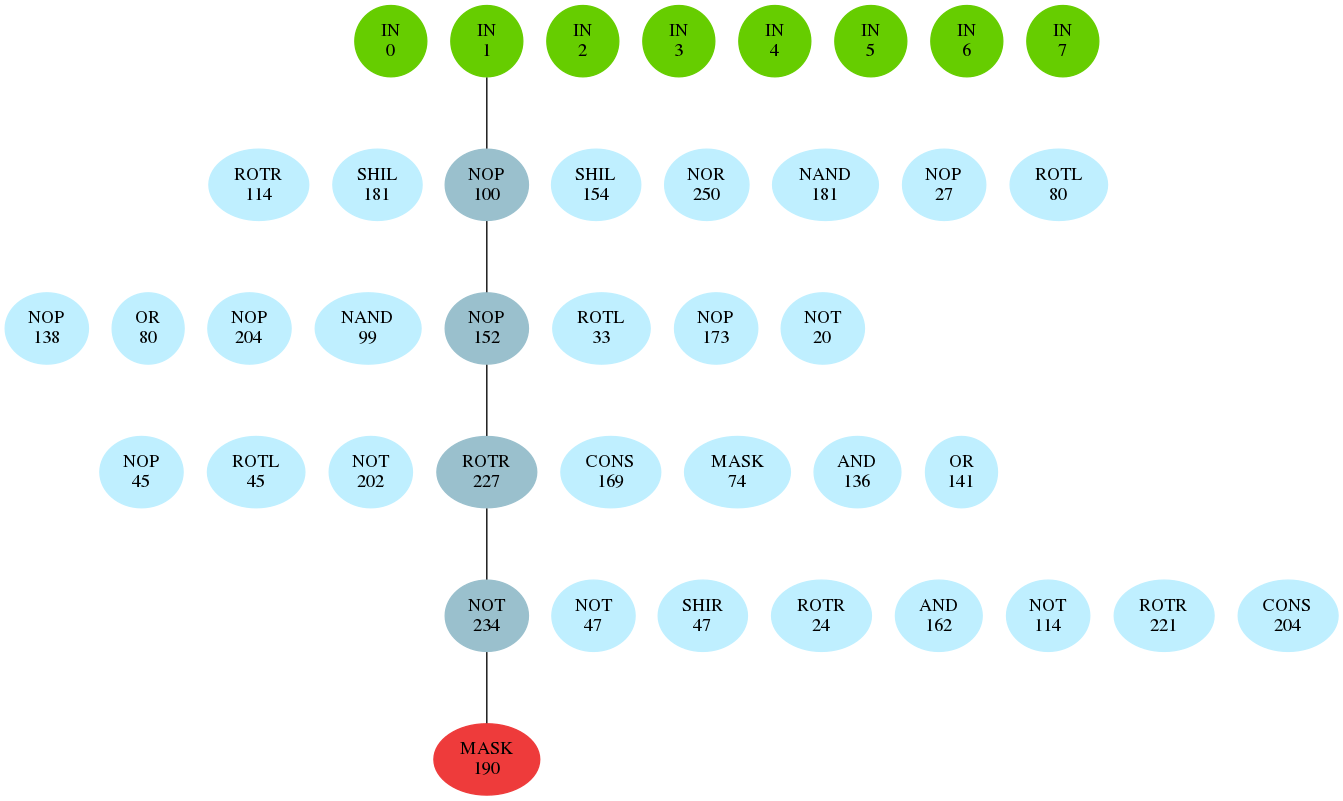 IN IN IN IN IN IN IN IN
0 1 2 3 4 5 6 7
ROTR SHIL NOP SHIL NOR NAND NOP ROTL
114 181 100 154 250 181 27 80
NOP OR NOP NAND NOP ROTL NOP NOT
138 80 204 99 152 33 173 20
NOP ROTL NOT ROTR CONS MASK AND OR
45 45 202 227 169 74 136 141
NOT NOT SHIR ROTR AND NOT ROTR CONS
234 47 47 24 162 114 221 204
MASK
190